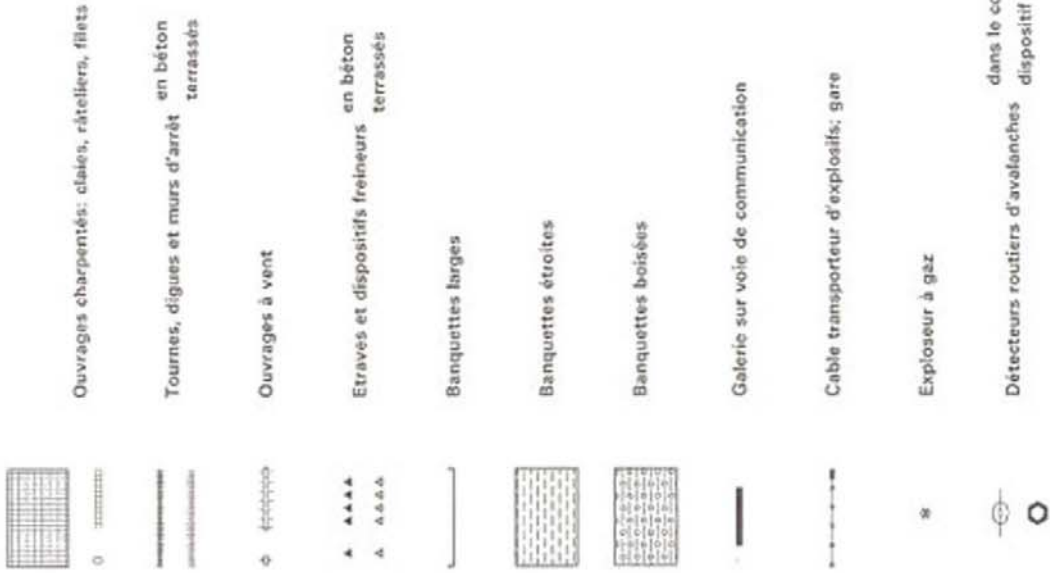 Ouvrages charpentés: claies, râteliers, filets
Tournes, digues et murs d'arrêt en béton
terrassés
Ouvrages à vent
Etraves et dispositifs freineurs en béton
terrassés
Banquettes larges
Banquettes étroites
Banquettes boisées
Galerie sur voie de communication
Cable transporteur d'explosifs; gare
Exploseur à gaz
Détecteurs routiers d'avalanches dans le
dispositif